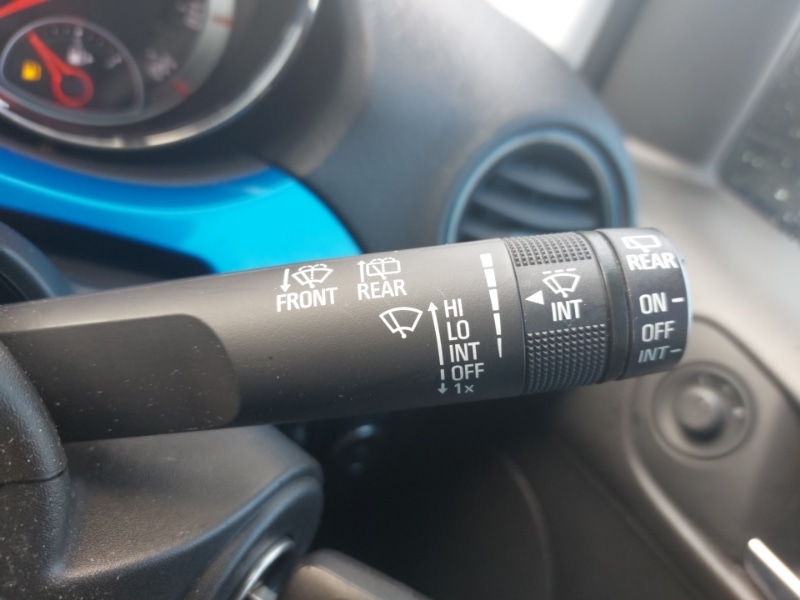 FRONT
REAR
HI
LO
INT
OFF
1x
INT
REAR
ON
OFF
INT